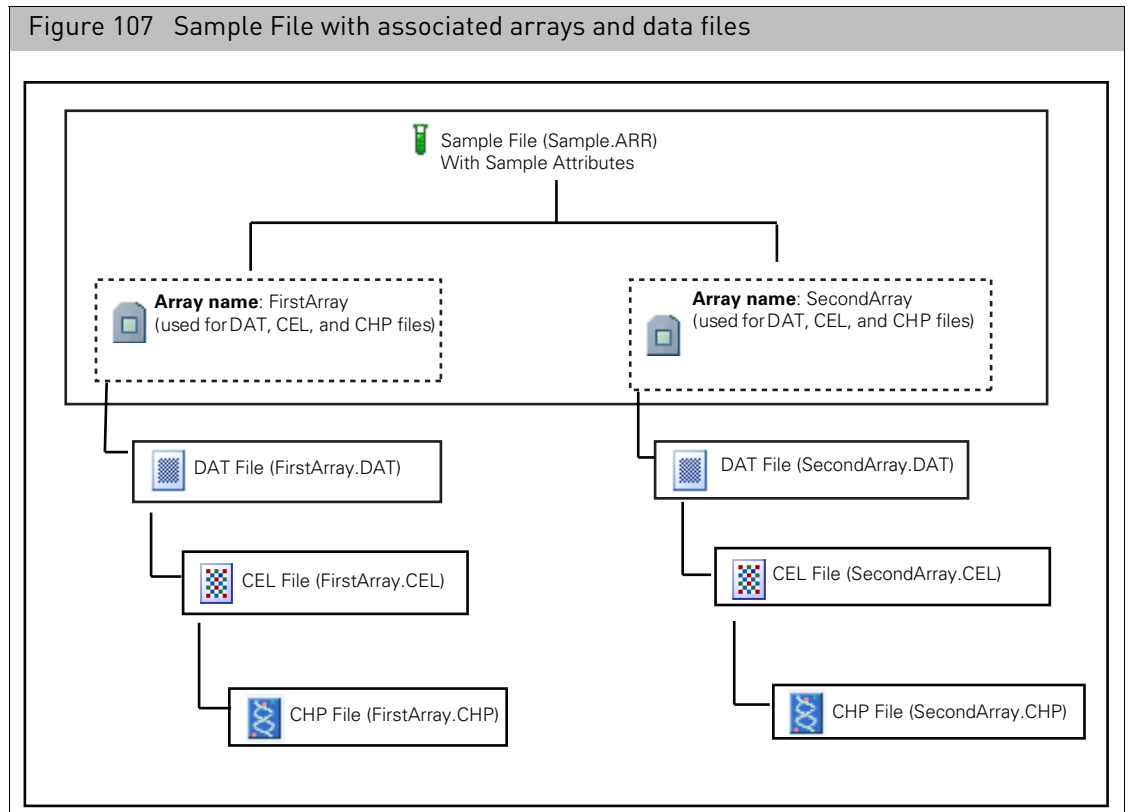 Figure 107 Sample File with associated arrays and data files
Sample File (Sample.ARR)
With Sample Attributes
Array name: FirstArray
(used for DAT, CEL, and CHP files)
Array name: SecondArray
(used for DAT, CEL, and CHP files)
DAT File (FirstArray.DAT)
DAT File (SecondArray.DAT)
CEL File (FirstArray.CEL)
CEL File (SecondArray.CEL)
CHP File (FirstArray.CHP)
CHP File (SecondArray.CHP)